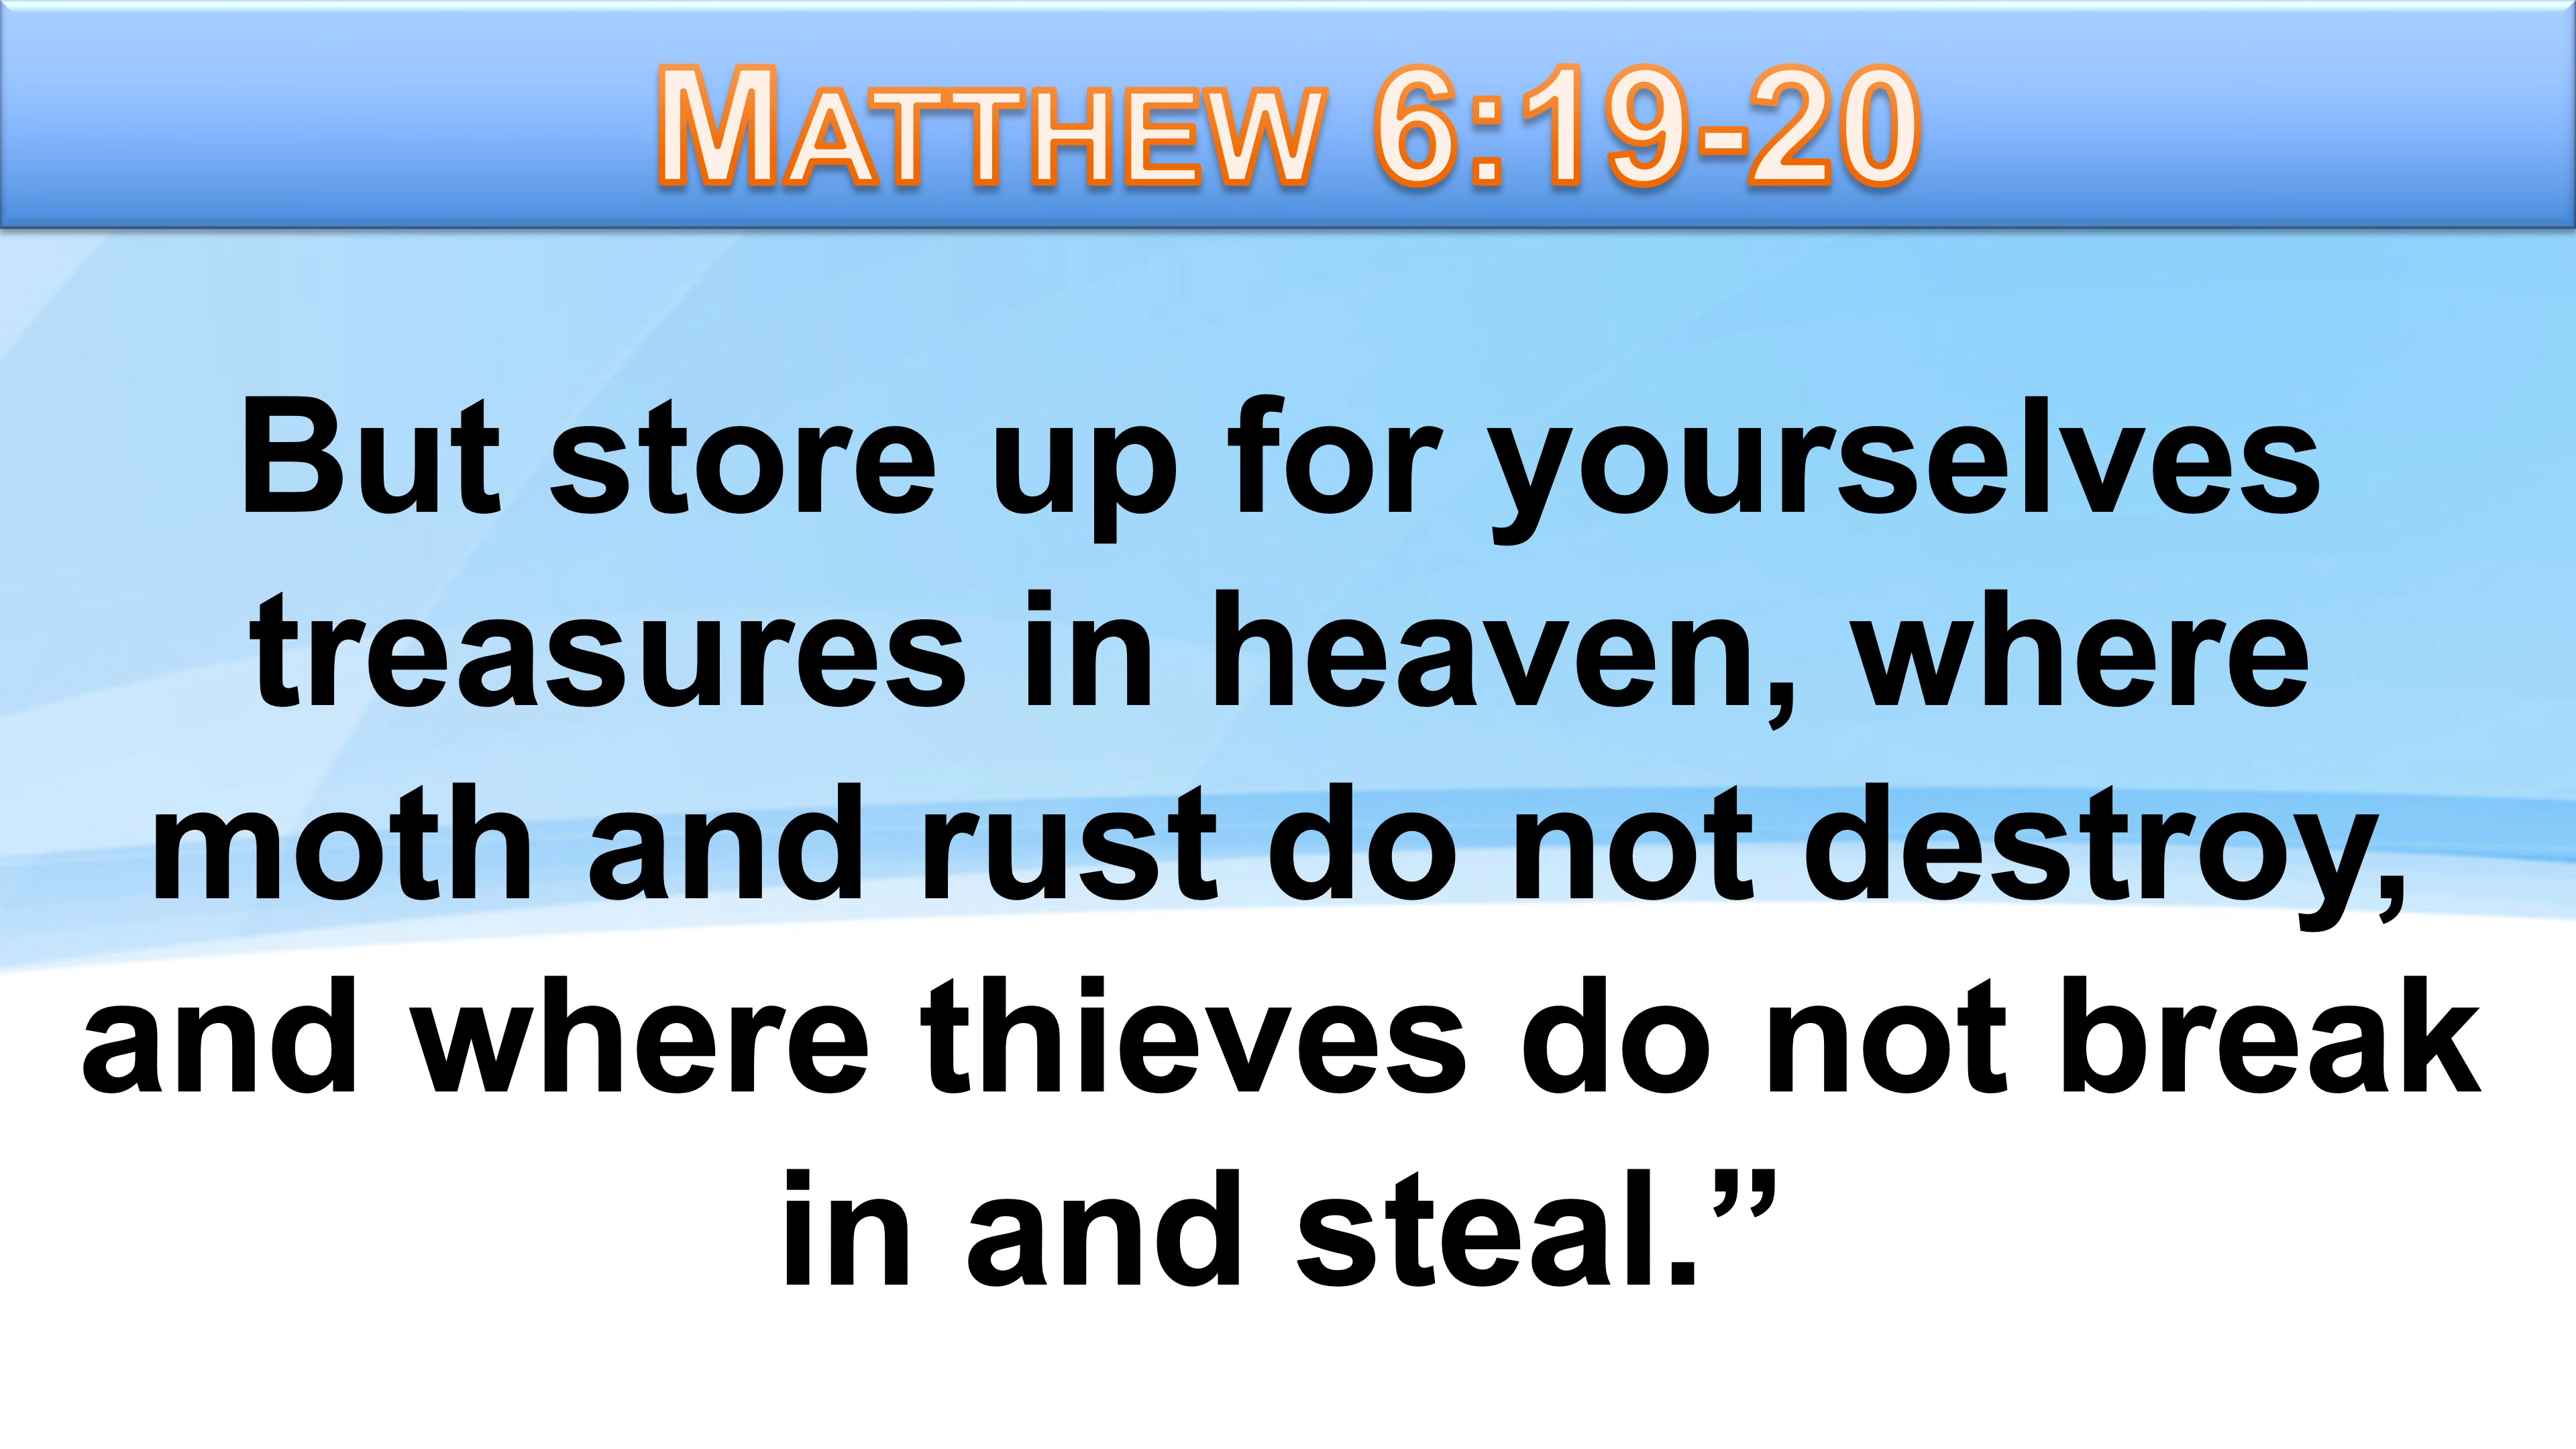 MATTHEW 6:19-20
But store up for yourselves
treasures in heaven, where
moth and rust do not destroy,
and where thieves do not break
in and steal.”